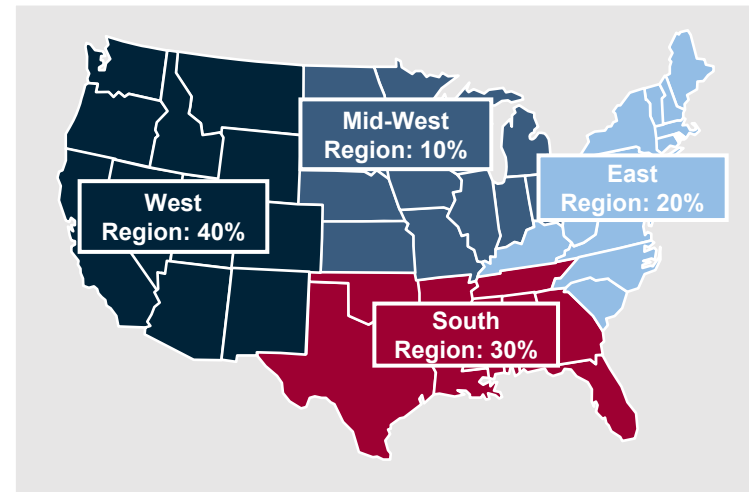 Mid-West
Region: 10%
East
Region: 20%
West
Region: 40%
South
Region: 30%